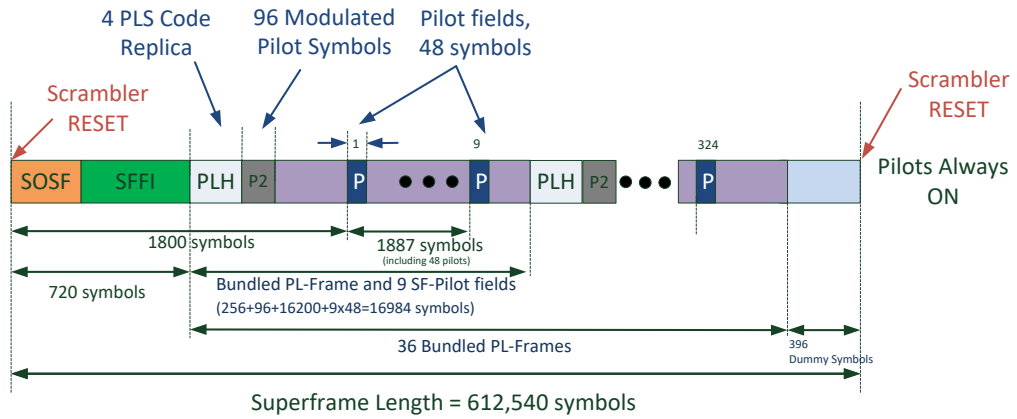 4 PLS Code
Replica
96 Modulated
Pilot Symbols
Pilot fields,
48 symbols
Scrambler
RESET
Scrambler
RESET
1
9
324
SOSF
SFFI
PLH
P2
P
P
PLH
P2
P
Pilots Always
ON
1800 symbols
1887 symbols
(including 48 pilots)
720 symbols
Bundled PL-Frame and 9 SF-Pilot fields
(256+96+16200+9x48=16984 symbols)
36 Bundled PL-Frames
396
Dummy Symbols
Superframe Length = 612,540 symbols